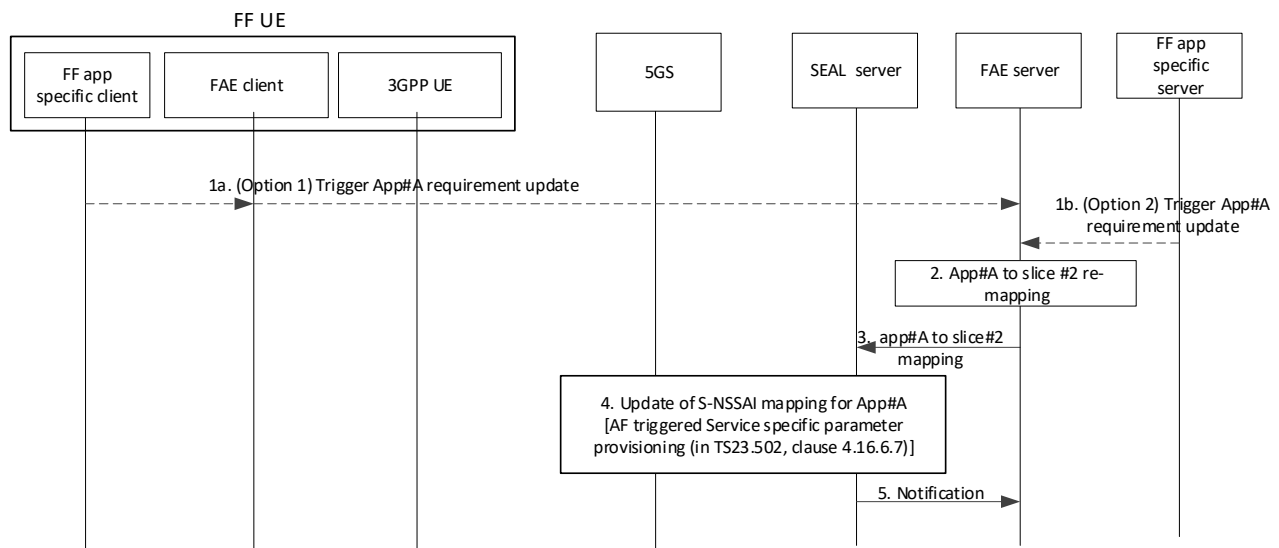 FF UE
FF app
specific client
FAE client
3GPP UE
5GS
SEAL server
FAE server
FF app
specific
server
1a. (Option 1) Trigger App#A requirement update
1b. (Option 2) Trigger App#A
requirement update
2. App#A to slice #2 re-
mapping
3. app#A to slice#2
mapping
4. Update of S-NSSAI mapping for App#A
[AF triggered Service specific parameter
provisioning (in TS23.502, clause 4.16.6.7)]
5. Notification